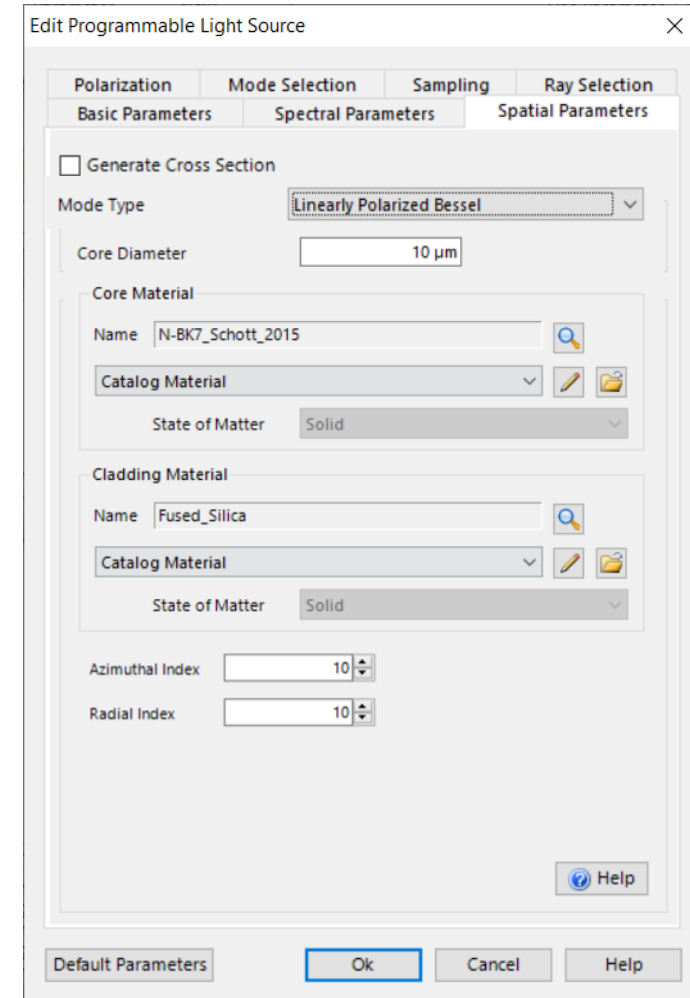 Edit Programmable Light Source
Polarization Mode Selection Sampling Ray Selection
Basic Parameters Spectral Parameters Spatial Parameters
Generate Cross Section
Mode Type Linearly Polarized Bessel
Core Diameter 10 µm
Core Material
Name N-BK7_Schott_2015
Catalog Material
State of Matter Solid
Cladding Material
Name Fused_Silica
Catalog Material
State of Matter Solid
Azimuthal Index 10
Radial Index 10
Help
Default Parameters Ok Cancel Help